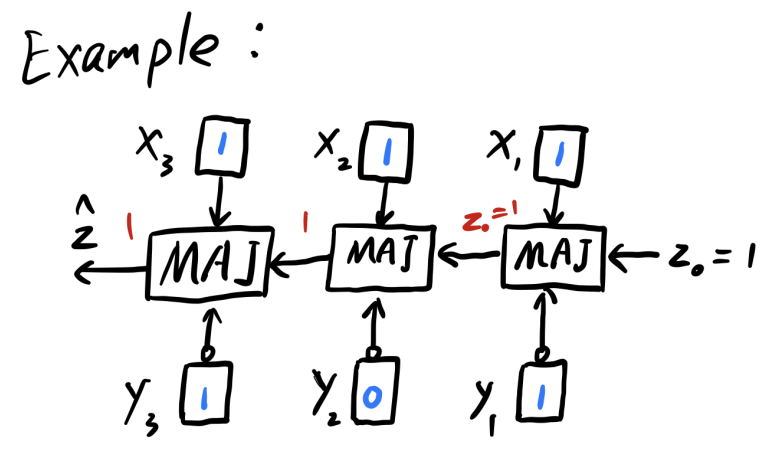 Example:
X₃ 1 X₂ 1 X₁ 1
ẑ 1 MAJ 1 MAJ z₀=1 MAJ z₀=1
y₃ 1 y₂ 0 y₁ 1